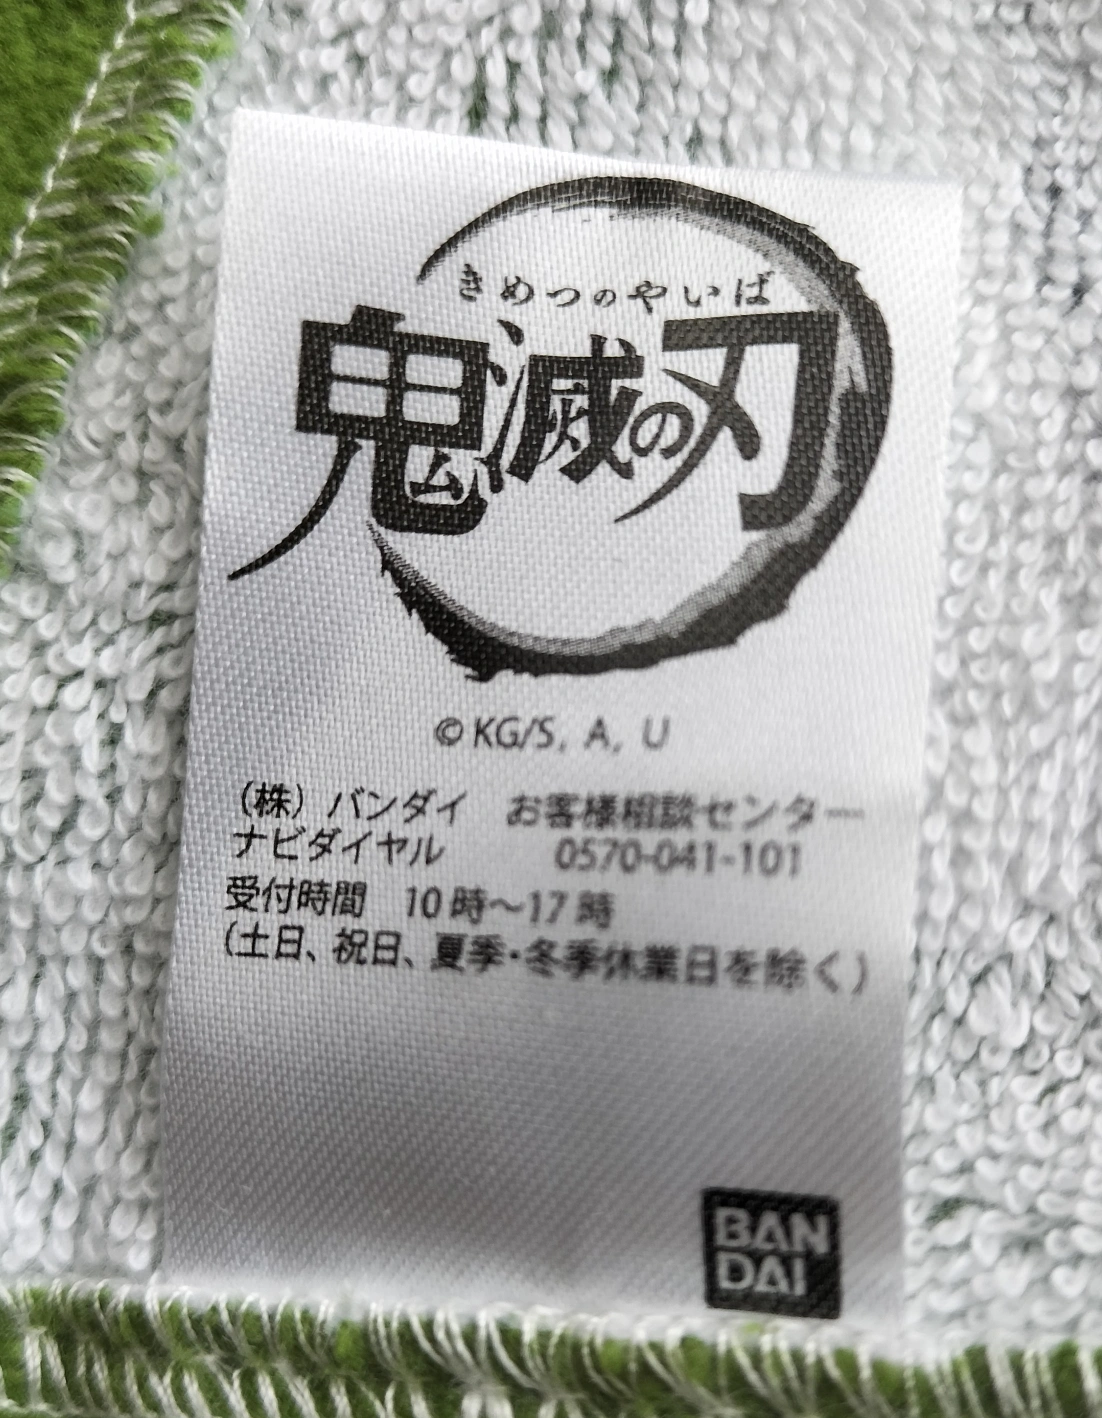 きめつのやいば
鬼滅の刃
© KG/S, A, U
（株）バンダイ　お客様相談センター
ナビダイヤル　0570-041-101
受付時間　10時～17時
（土日、祝日、夏季・冬季休業日を除く）
BAN
DAI